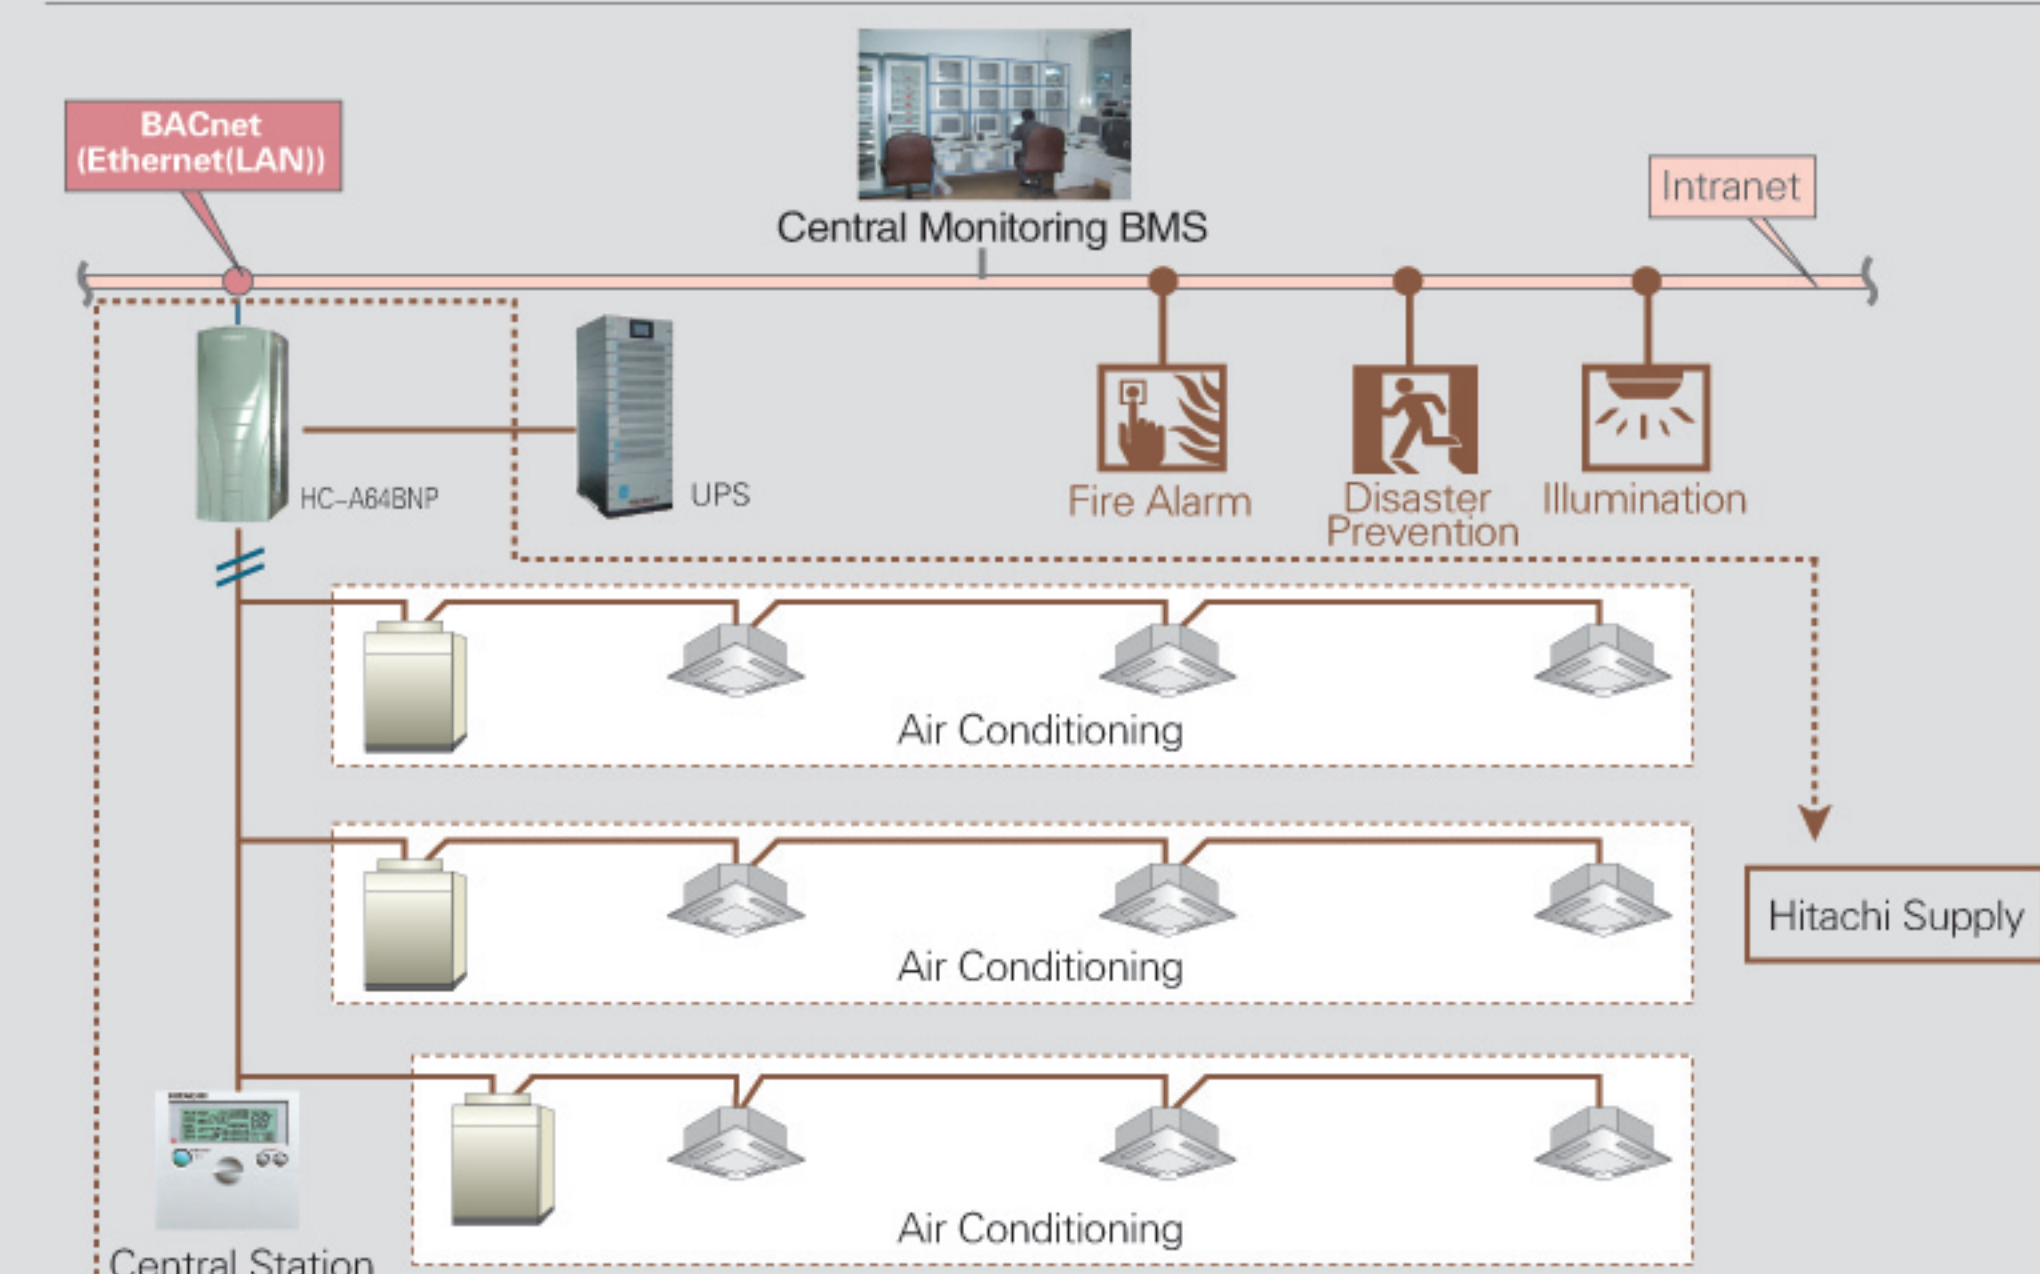 BACnet
(Ethernet(LAN))
Central Monitoring BMS
Intranet
HC-A64BNP
UPS
Fire Alarm
Disaster
Prevention
Illumination
Air Conditioning
Air Conditioning
Hitachi Supply
HITACHI
Air Conditioning
Central Station